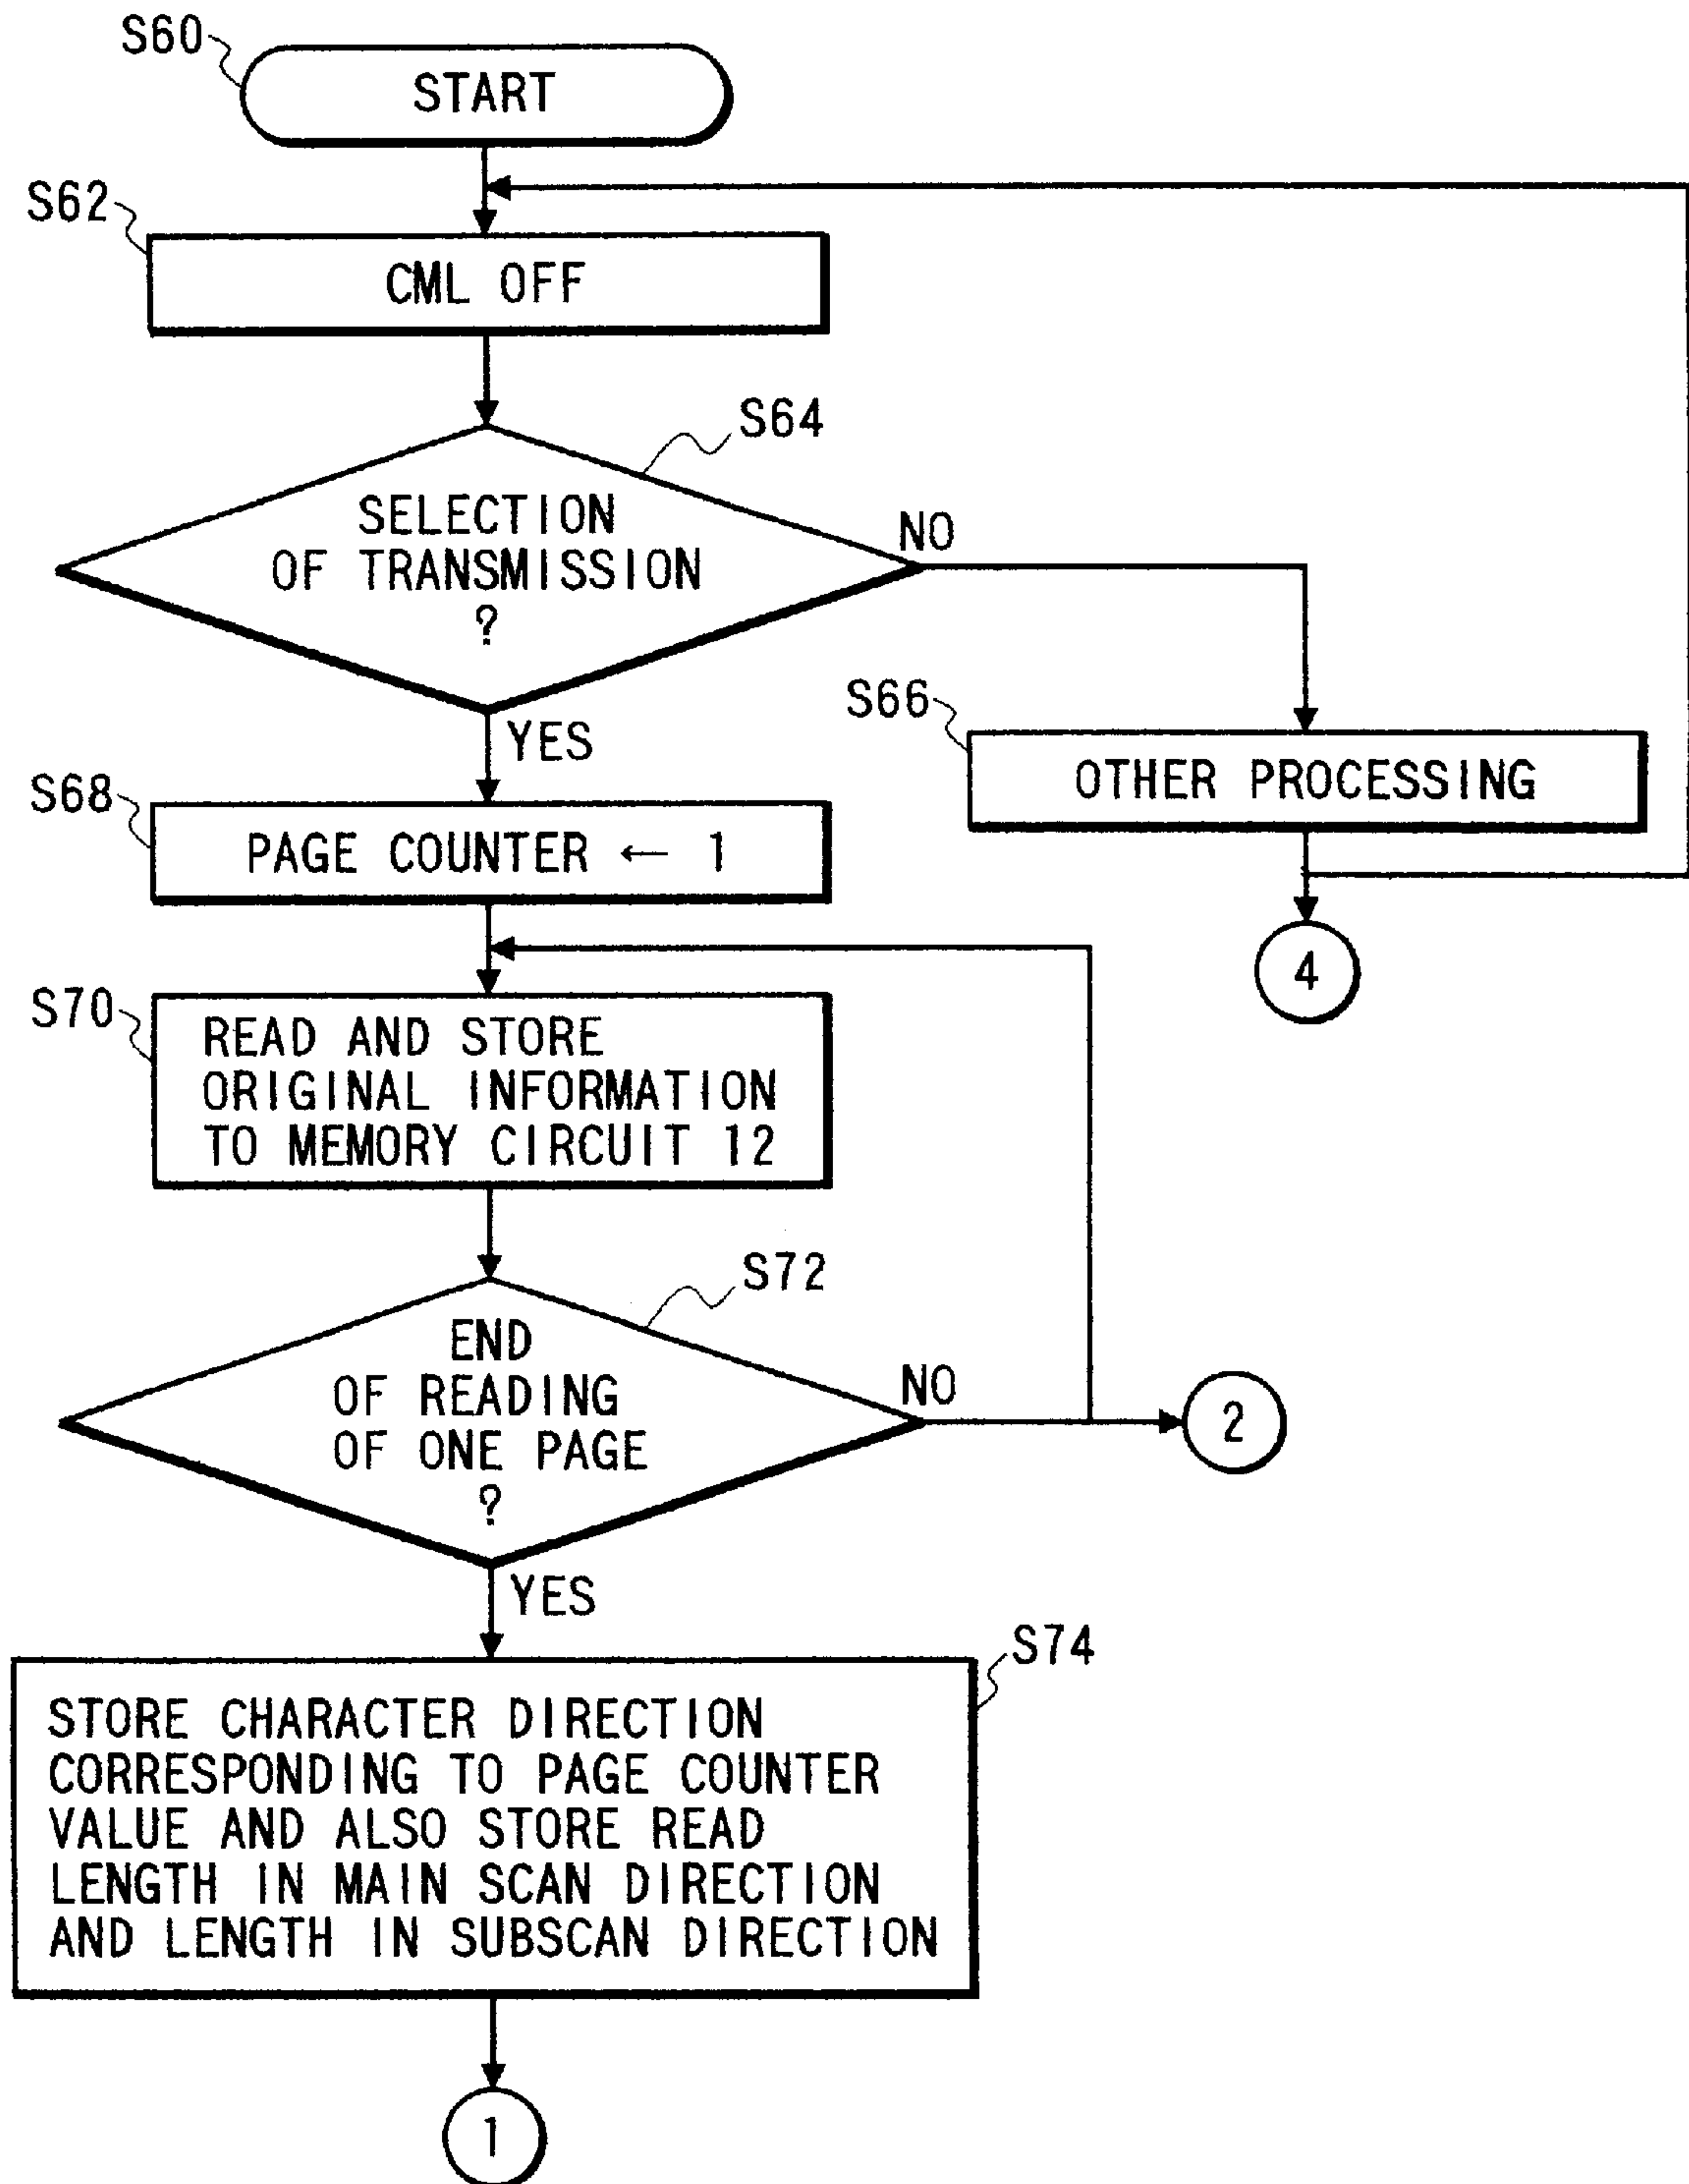 S60
START
S62
CML OFF
S64
SELECTION
OF TRANSMISSION
?
NO
YES
S66
OTHER PROCESSING
S68
PAGE COUNTER ← 1
4
S70
READ AND STORE
ORIGINAL INFORMATION
TO MEMORY CIRCUIT 12
S72
END
OF READING
OF ONE PAGE
?
NO
2
YES
S74
STORE CHARACTER DIRECTION
CORRESPONDING TO PAGE COUNTER
VALUE AND ALSO STORE READ
LENGTH IN MAIN SCAN DIRECTION
AND LENGTH IN SUBSCAN DIRECTION
1